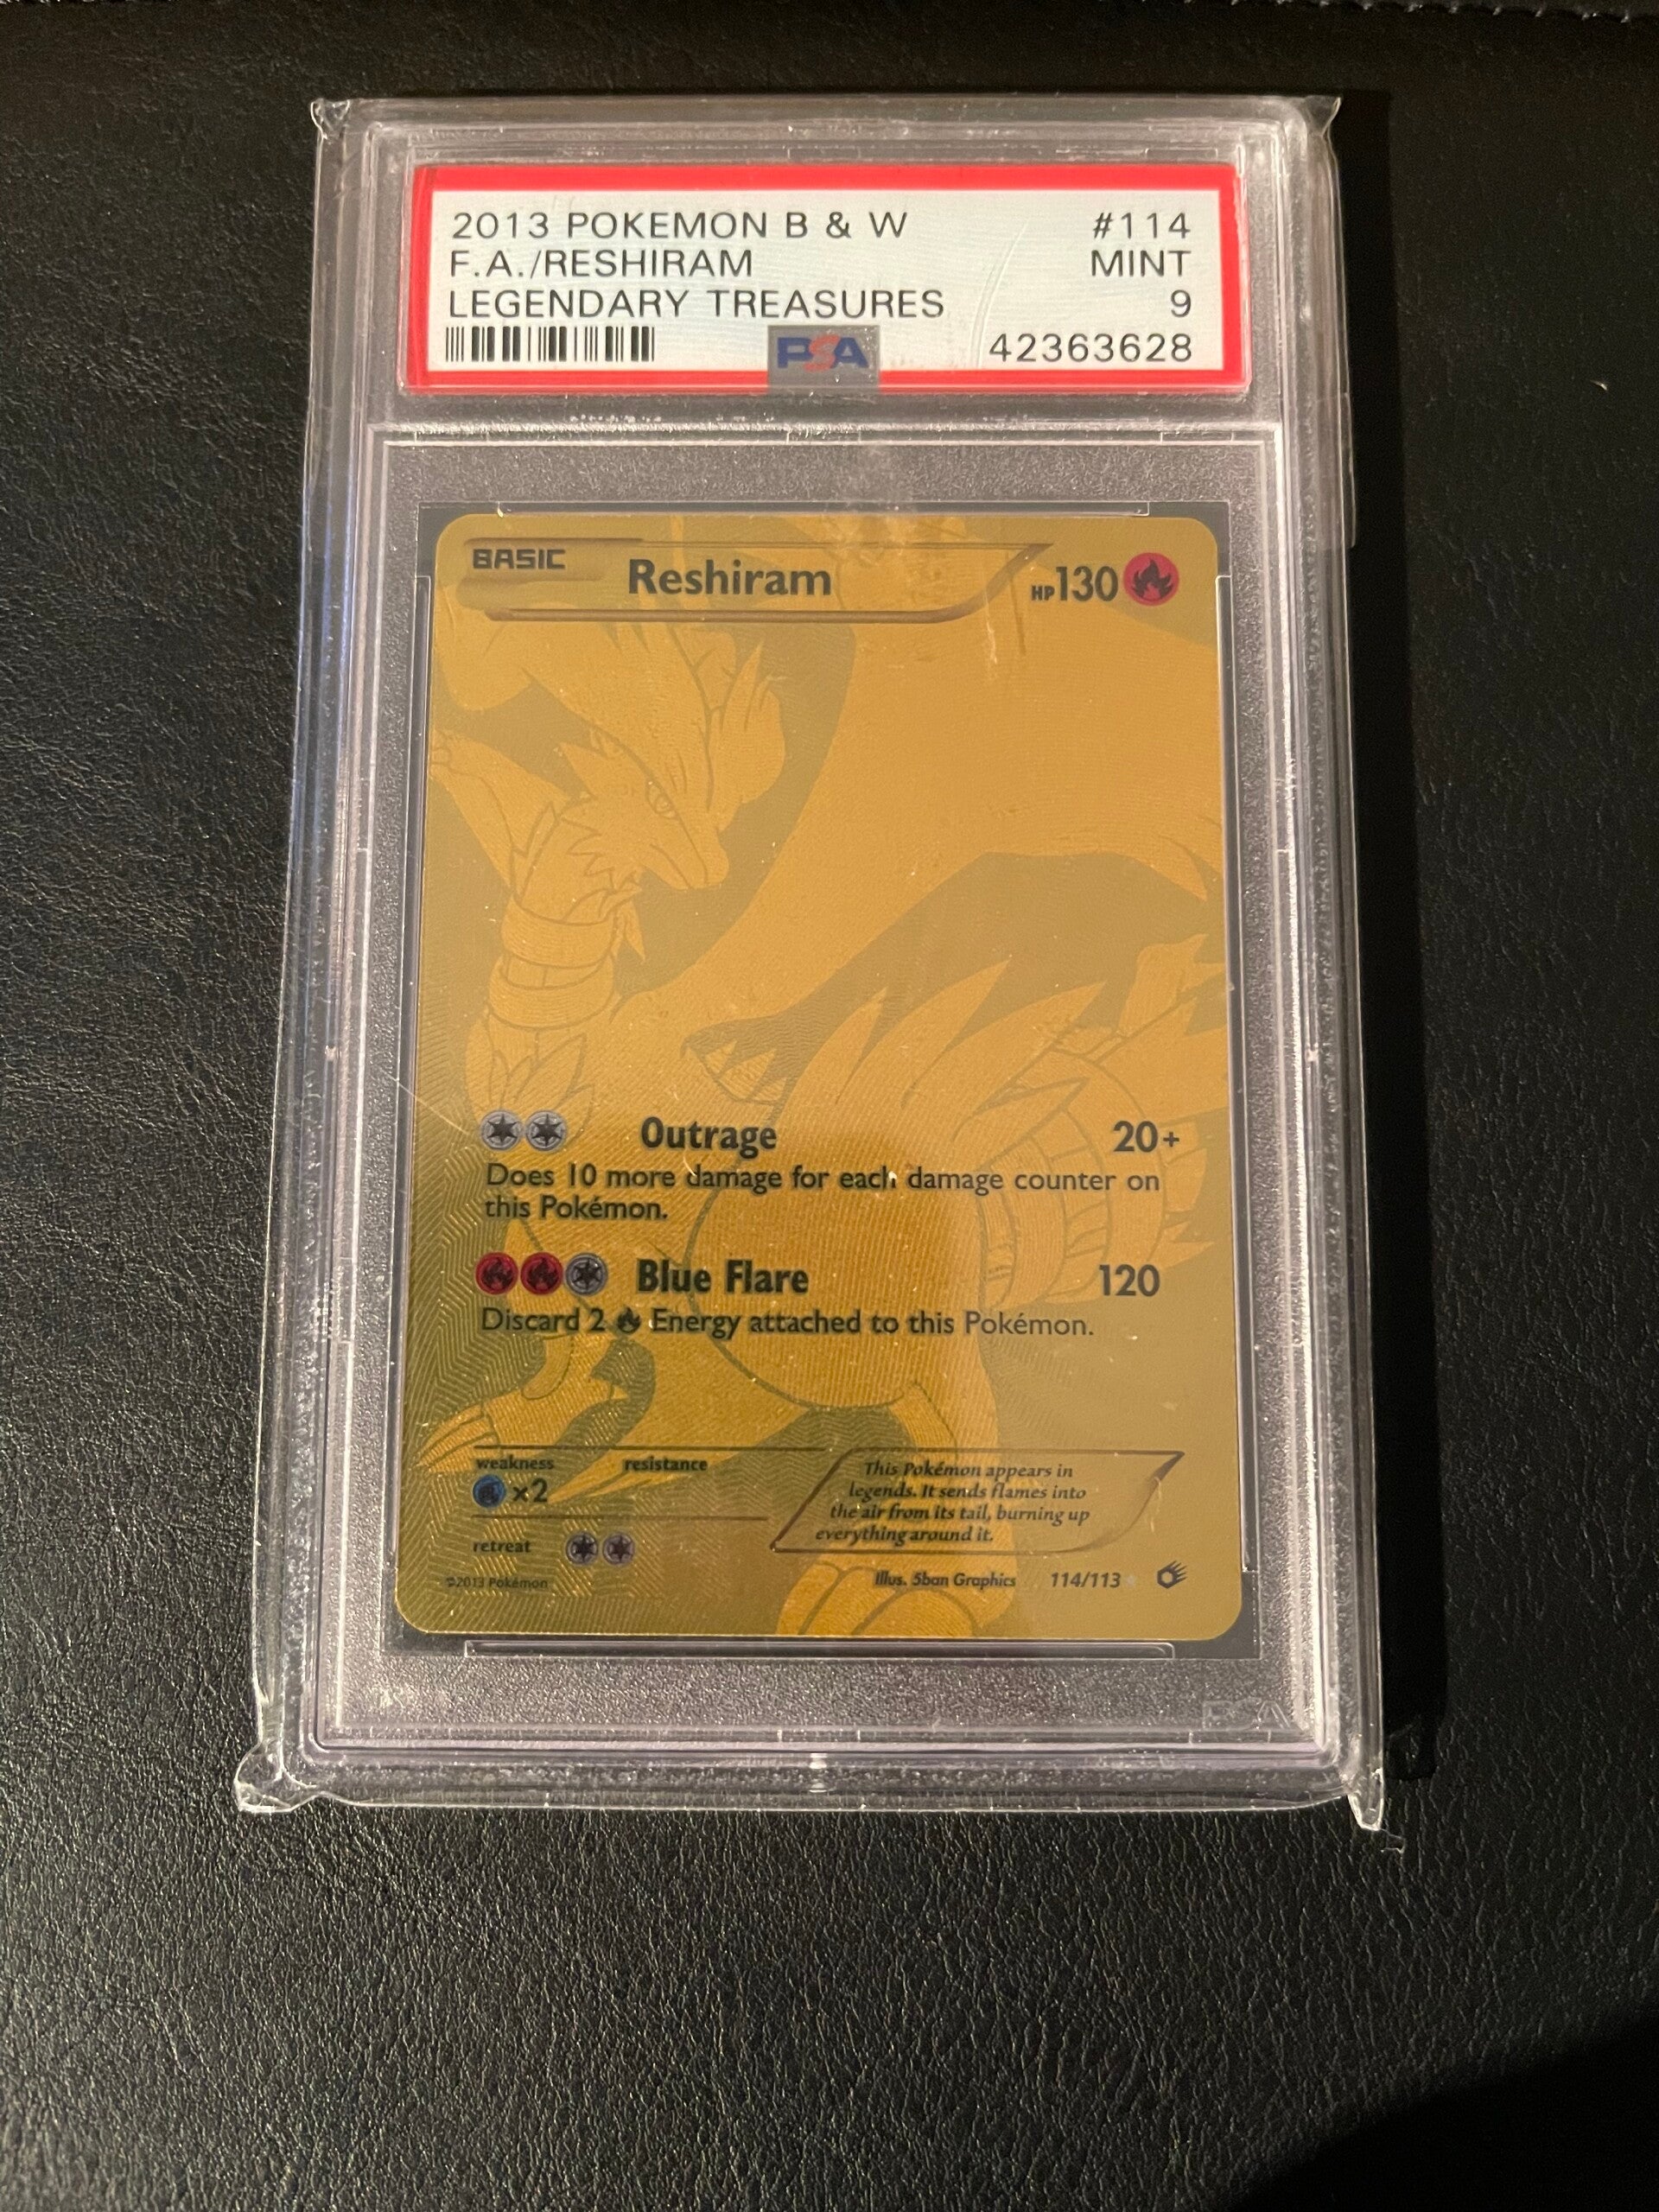 2013 POKEMON B & W #114
F.A./RESHIRAM MINT
LEGENDARY TREASURES 9
PSA 42363628
BASIC Reshiram HP130
Outrage 20+
Does 10 more damage for each damage counter on
this Pokémon.
Blue Flare 120
Discard 2 Energy attached to this Pokémon.
weakness resistance
×2
retreat
This Pokémon appears in
legends. It sends flames into
the air from its tail, burning up
everything around it.
©2013 Pokémon Illus. 5ban Graphics 114/113
PSA